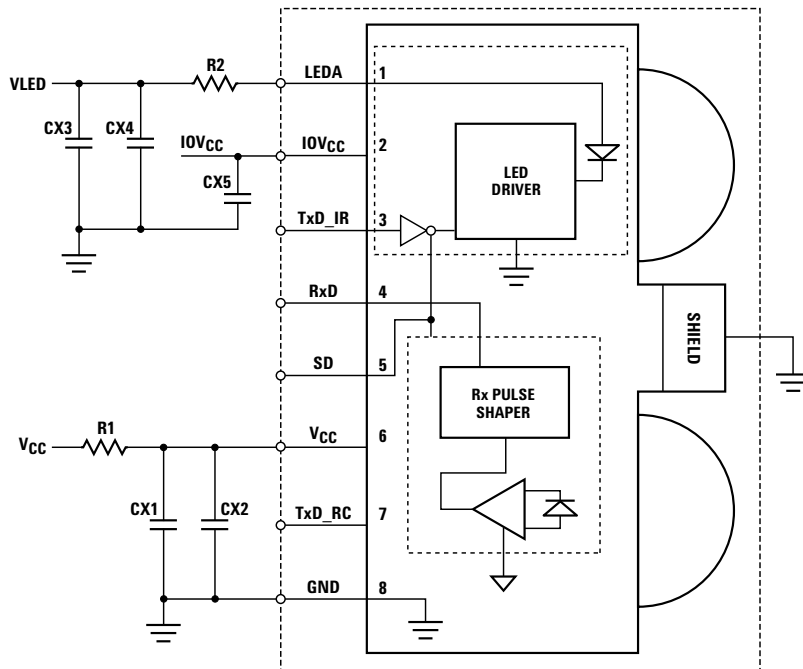 VLED
R2
LEDA
1
CX3
CX4
IOVCC
IOVCC
2
CX5
TxD_IR
3
LED
DRIVER
RxD
4
SD
5
Rx PULSE
SHAPER
SHIELD
VCC
R1
VCC
6
CX1
CX2
TxD_RC
7
GND
8